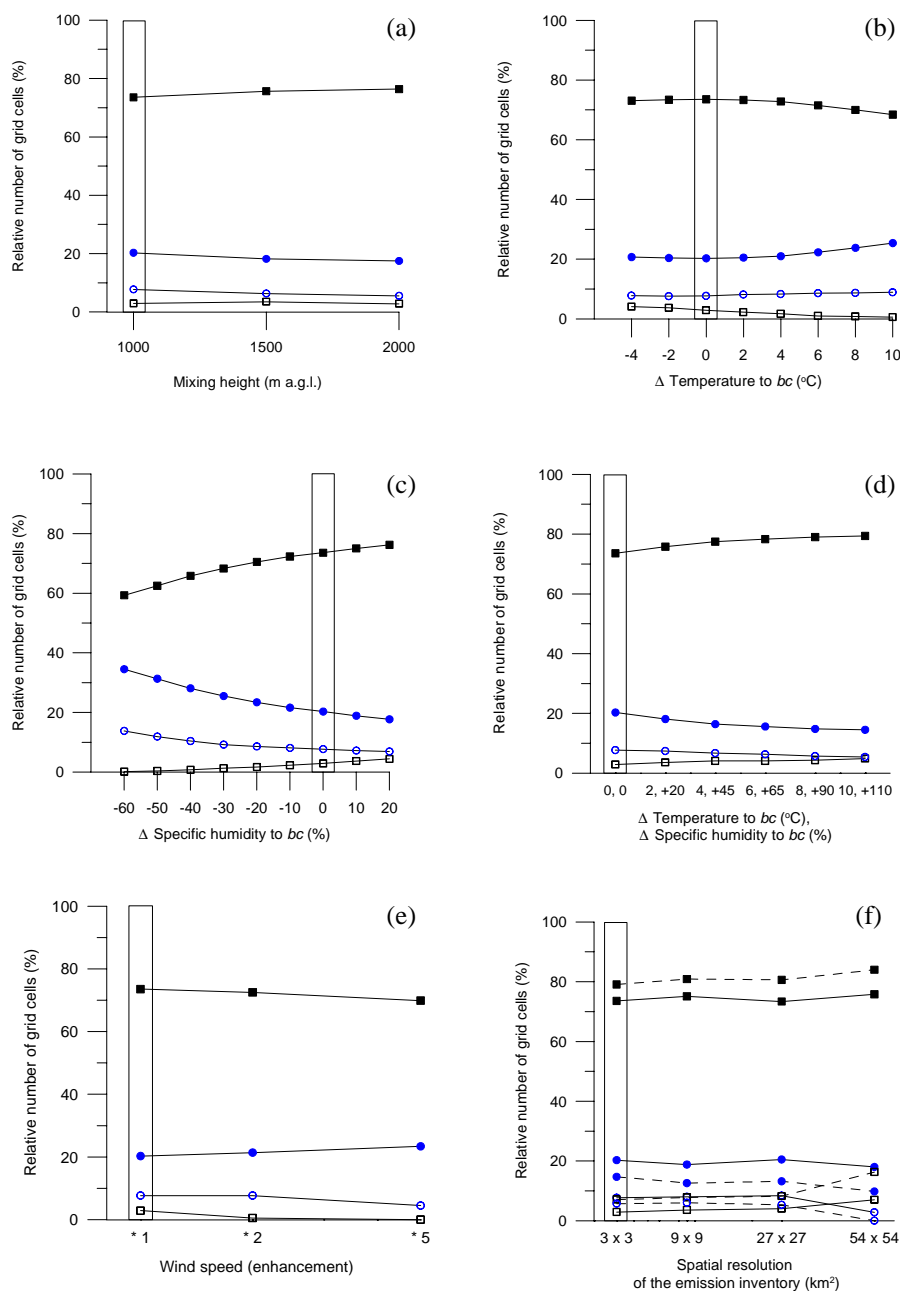 (a)
Relative number of grid cells (%)
100
80
60
40
20
0
1000
1500
2000
Mixing height (m a.g.l.)
(b)
Relative number of grid cells (%)
100
80
60
40
20
0
-4
-2
0
2
4
6
8
10
Δ Temperature to bc (°C)
(c)
Relative number of grid cells (%)
100
80
60
40
20
0
-60
-50
-40
-30
-20
-10
0
10
20
Δ Specific humidity to bc (%)
(d)
Relative number of grid cells (%)
100
80
60
40
20
0
0, 0
2, +20
4, +45
6, +65
8, +90
10, +110
Δ Temperature to bc (°C),
Δ Specific humidity to bc (%)
(e)
Relative number of grid cells (%)
100
80
60
40
20
0
* 1
* 2
* 5
Wind speed (enhancement)
(f)
Relative number of grid cells (%)
100
80
60
40
20
0
3 x 3
9 x 9
27 x 27
54 x 54
Spatial resolution
of the emission inventory (km²)